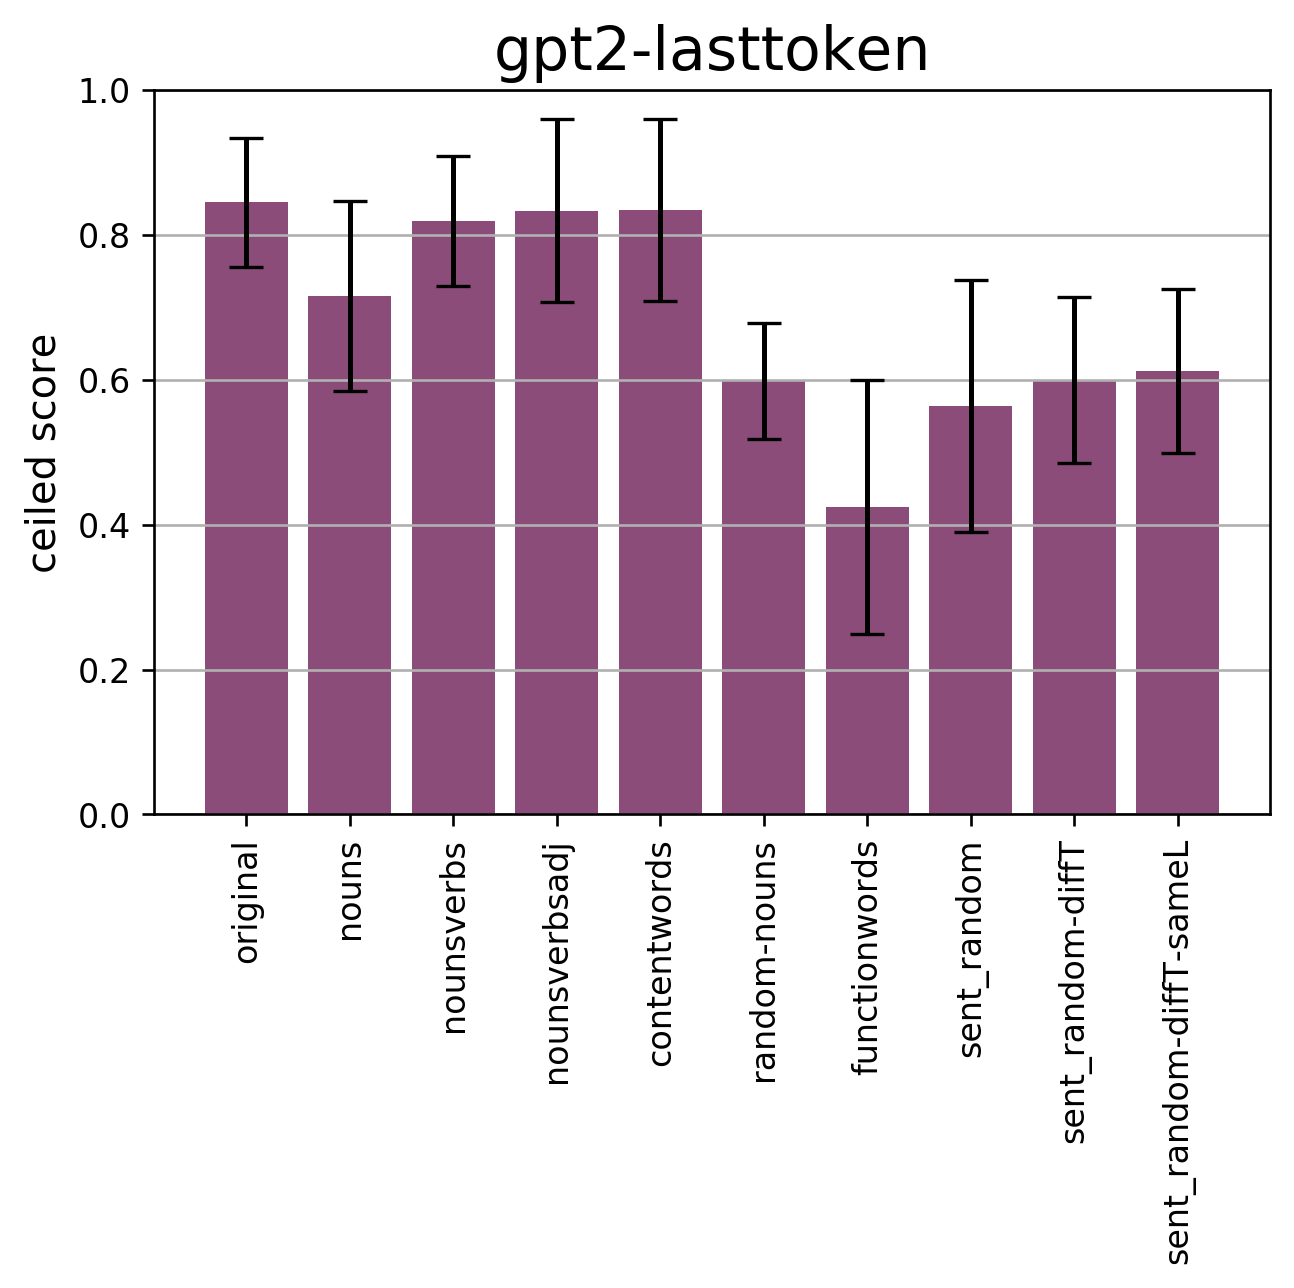 gpt2-lasttoken
1.0
0.8
0.6
0.4
0.2
0.0
ceiled score
original
nouns
nounsverbs
nounsverbsadj
contentwords
random-nouns
functionwords
sent_random
sent_random-diffT
sent_random-diffT-sameL